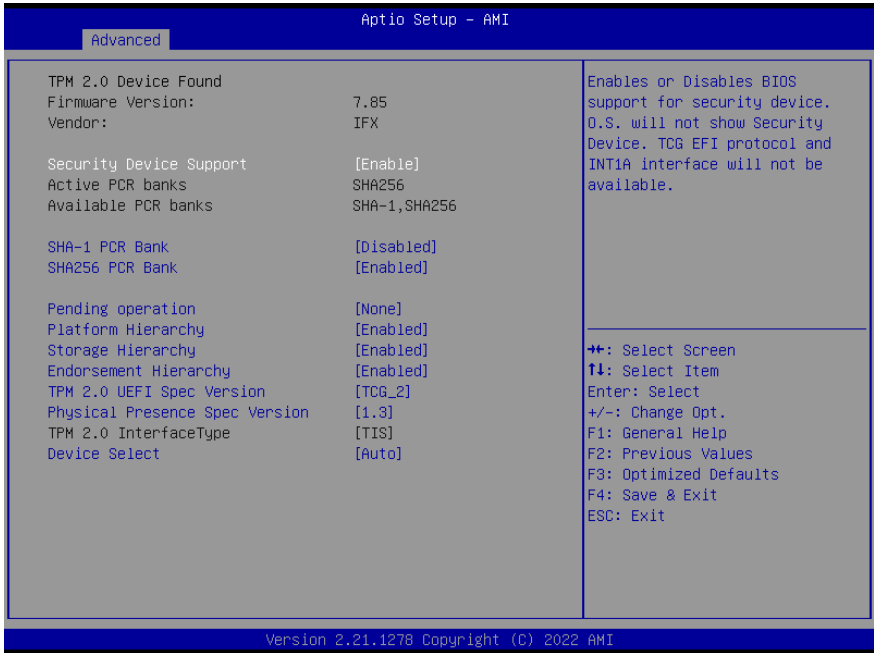 Aptio Setup – AMI
Advanced
TPM 2.0 Device Found
Firmware Version: 7.85
Vendor: IFX
Security Device Support [Enable]
Active PCR banks SHA256
Available PCR banks SHA-1,SHA256
SHA-1 PCR Bank [Disabled]
SHA256 PCR Bank [Enabled]
Pending operation [None]
Platform Hierarchy [Enabled]
Storage Hierarchy [Enabled]
Endorsement Hierarchy [Enabled]
TPM 2.0 UEFI Spec Version [TCG_2]
Physical Presence Spec Version [1.3]
TPM 2.0 InterfaceType [TIS]
Device Select [Auto]
Enables or Disables BIOS
support for security device.
O.S. will not show Security
Device. TCG EFI protocol and
INT1A interface will not be
available.
→←: Select Screen
↑↓: Select Item
Enter: Select
+/-: Change Opt.
F1: General Help
F2: Previous Values
F3: Optimized Defaults
F4: Save & Exit
ESC: Exit
Version 2.21.1278 Copyright (C) 2022 AMI